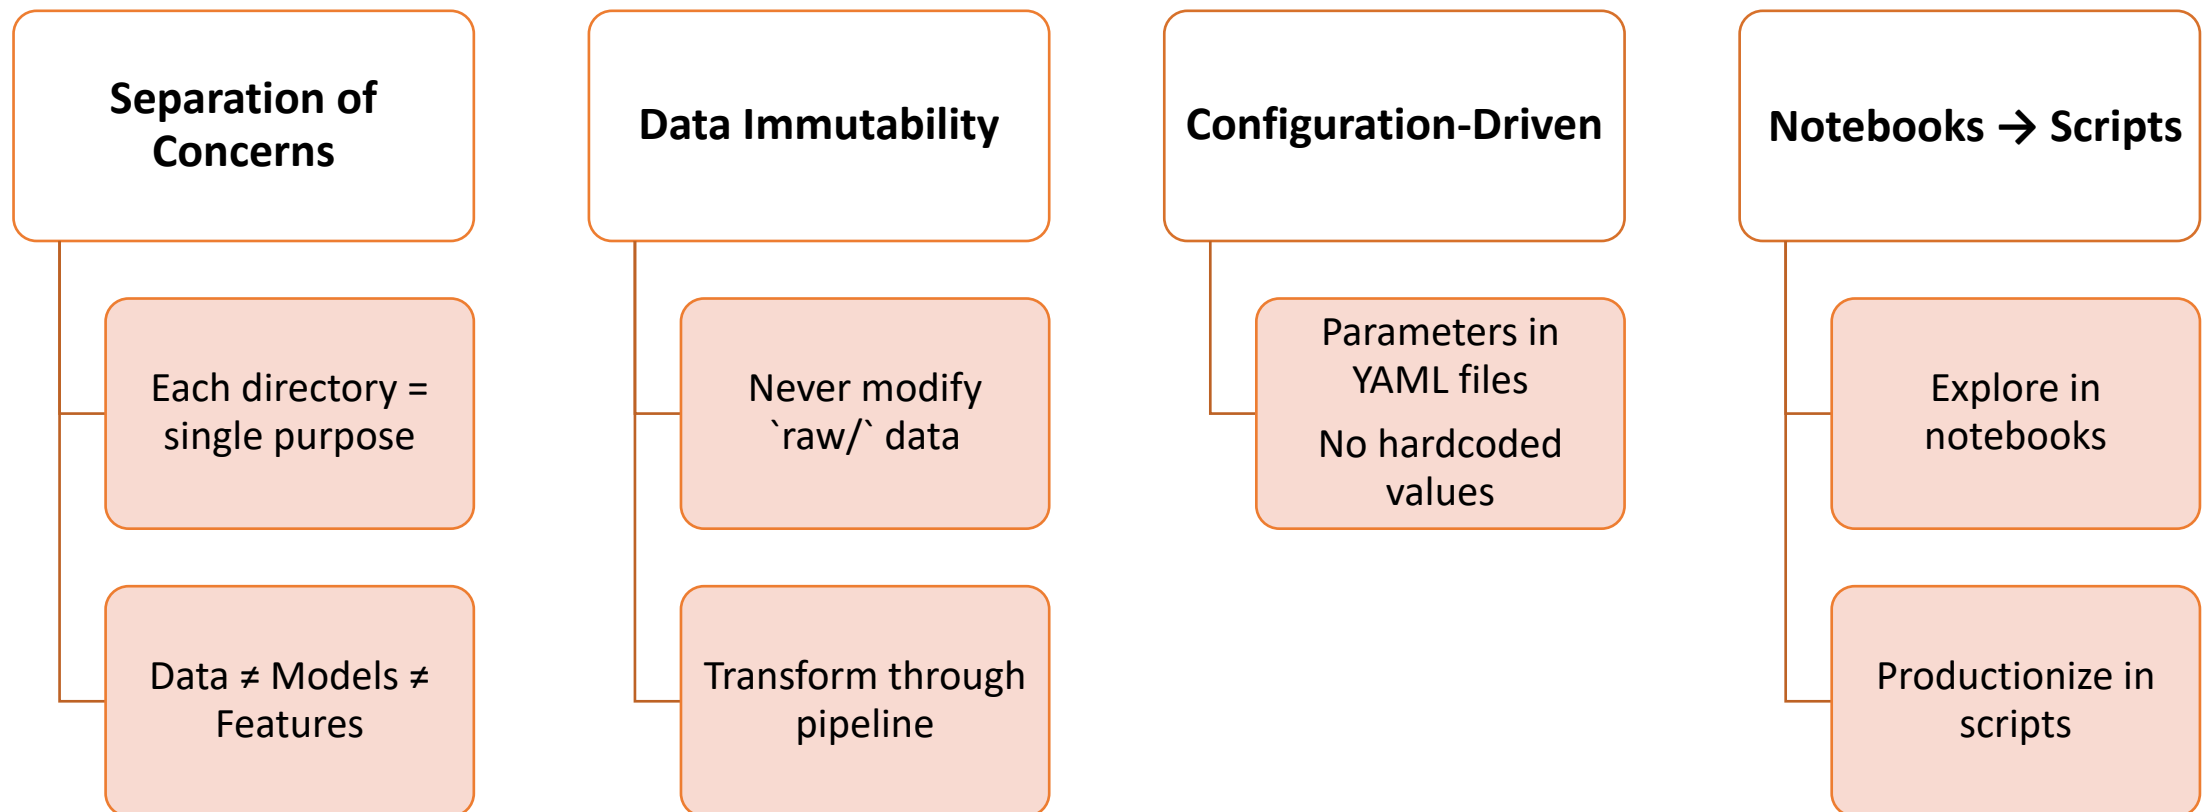 Separation of
Concerns
Each directory =
single purpose
Data ≠ Models ≠
Features
Data Immutability
Never modify
`raw/` data
Transform through
pipeline
Configuration-Driven
Parameters in
YAML files
No hardcoded
values
Notebooks → Scripts
Explore in
notebooks
Productionize in
scripts